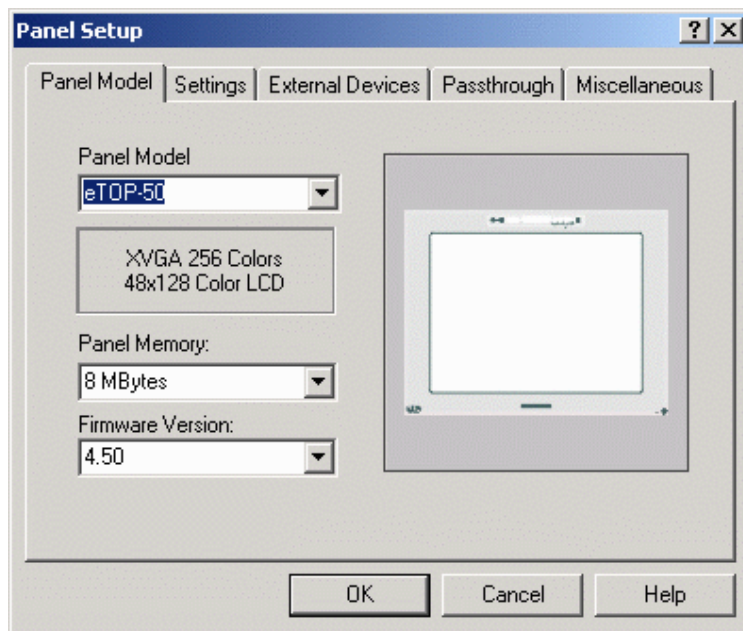 Panel Setup
Panel Model
Settings
External Devices
Passthrough
Miscellaneous
Panel Model
eTOP-50
XVGA 256 Colors
48x128 Color LCD
Panel Memory:
8 MBytes
Firmware Version:
4.50
OK
Cancel
Help